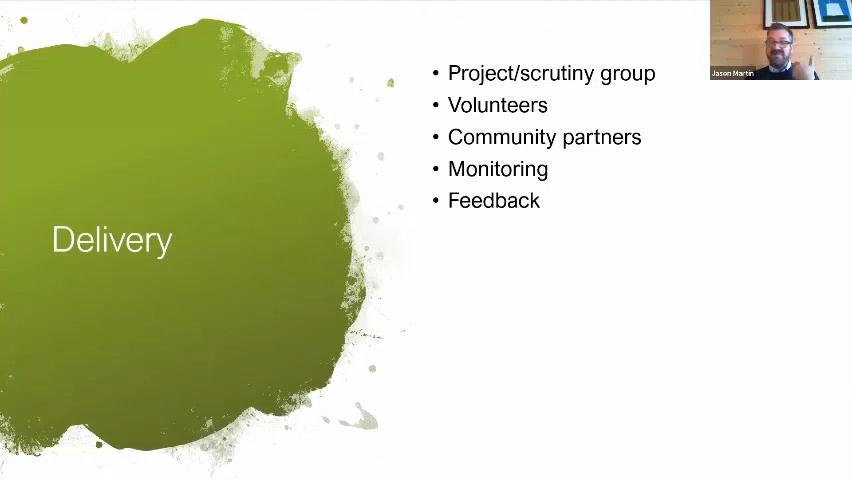 Delivery
• Project/scrutiny group
• Volunteers
• Community partners
• Monitoring
• Feedback
Jason Martin